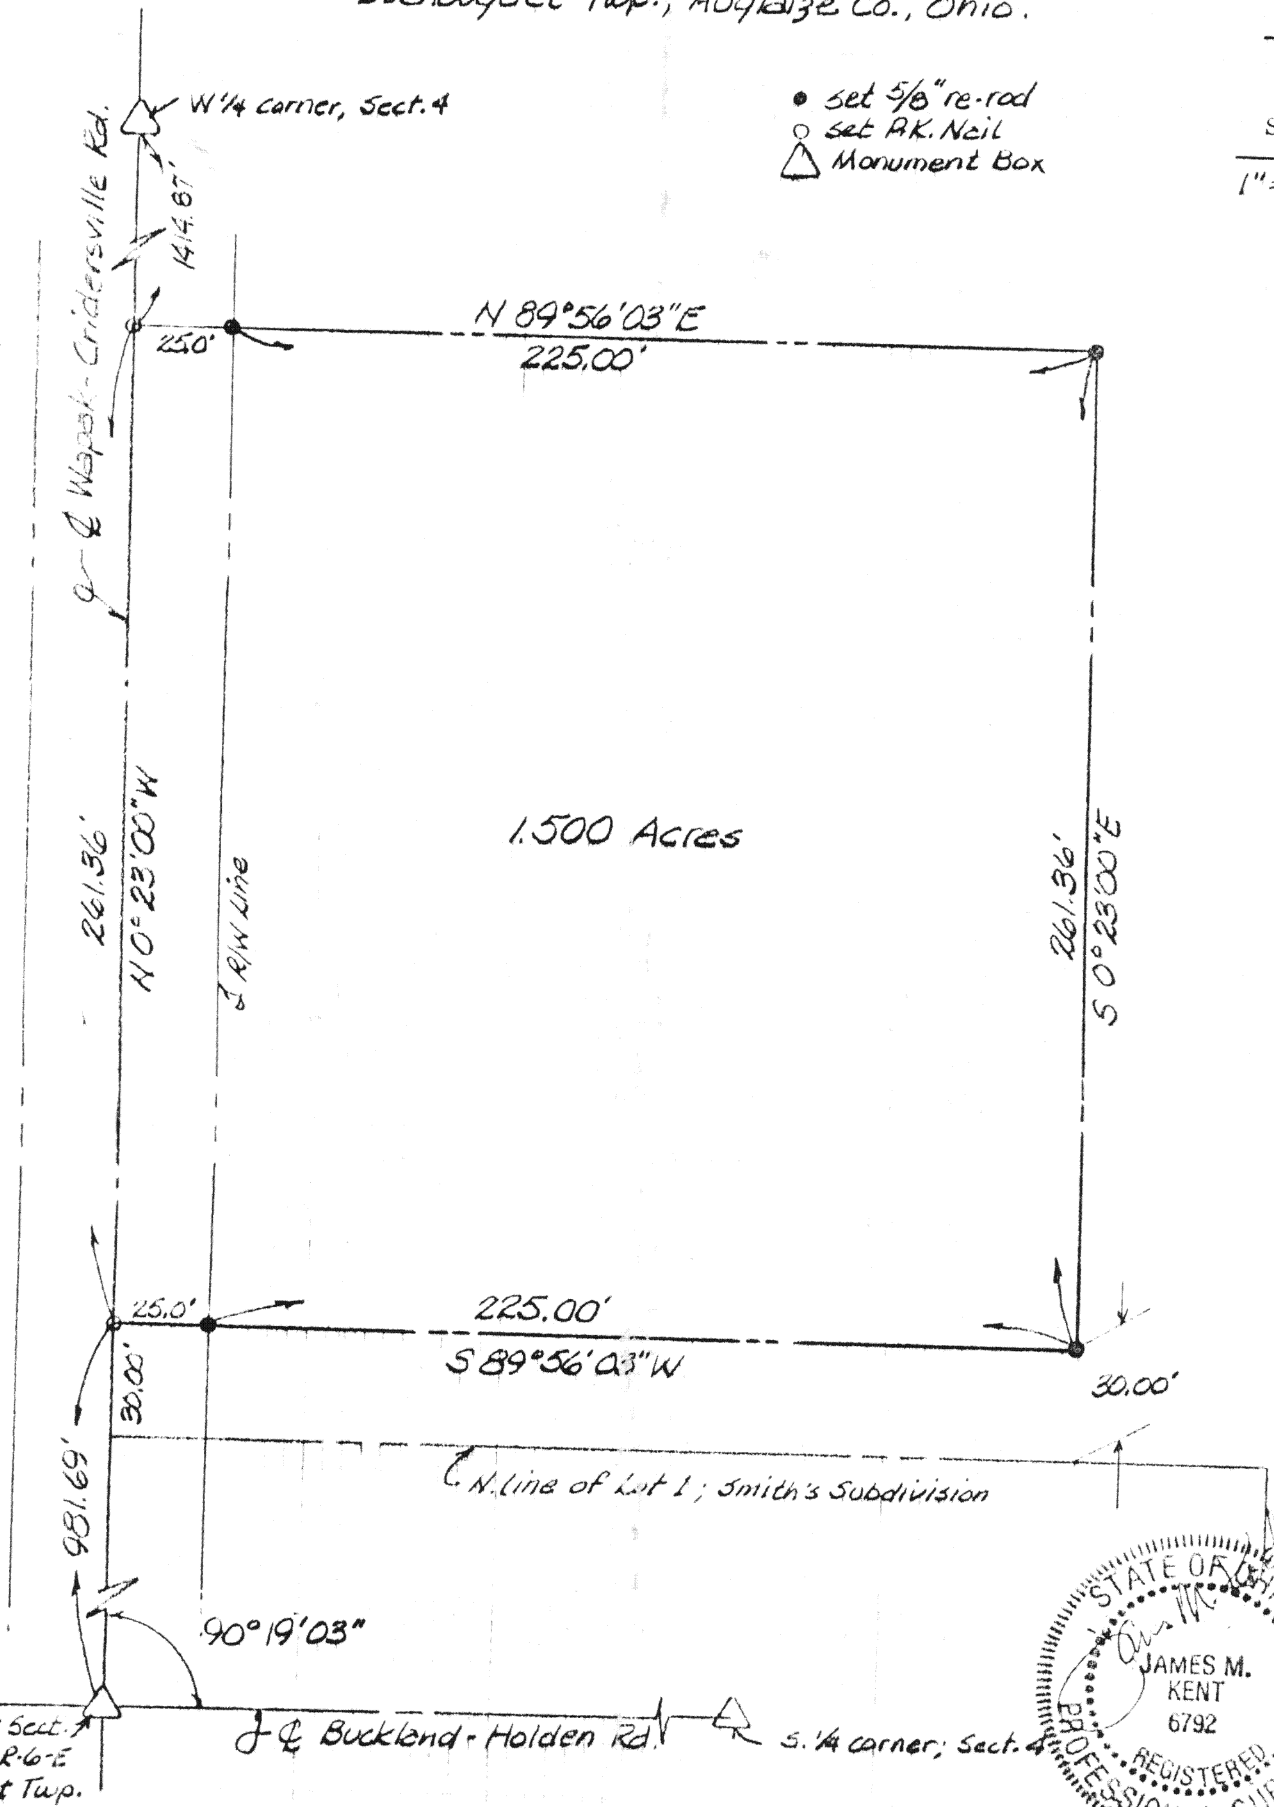 Twp., Auglaize Co., Ohio.
W 1/4 corner, Sect. 4
● set 5/8" re-rod
○ set P.K. Nail
△ Monument Box
S
1"=
1414.87'
℄ Wapak-Cridersville Rd.
N 89°56'03"E
25.0'
225.00'
261.36'
N 0°23'00"W
R/W Line
1.500 Acres
261.36'
S 0°23'00"E
25.0'
225.00'
S 89°56'03"W
30.00'
30.00'
N. line of Lot 1; Smith's Subdivision
981.69'
90°19'03"
℄ Buckland-Holden Rd.
S. 1/4 corner; Sect. 4
Sect.
R-6-E
t Twp.
STATE OF
JAMES M.
KENT
6792
REGISTERED